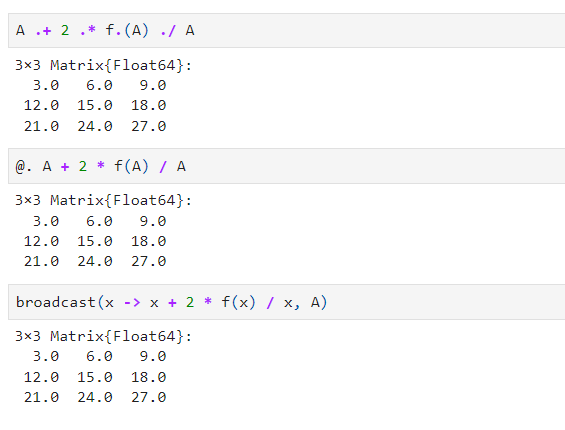 A .+ 2 .* f.(A) ./ A
3×3 Matrix{Float64}:
3.0 6.0 9.0
12.0 15.0 18.0
21.0 24.0 27.0
@. A + 2 * f(A) / A
3×3 Matrix{Float64}:
3.0 6.0 9.0
12.0 15.0 18.0
21.0 24.0 27.0
broadcast(x -> x + 2 * f(x) / x, A)
3×3 Matrix{Float64}:
3.0 6.0 9.0
12.0 15.0 18.0
21.0 24.0 27.0